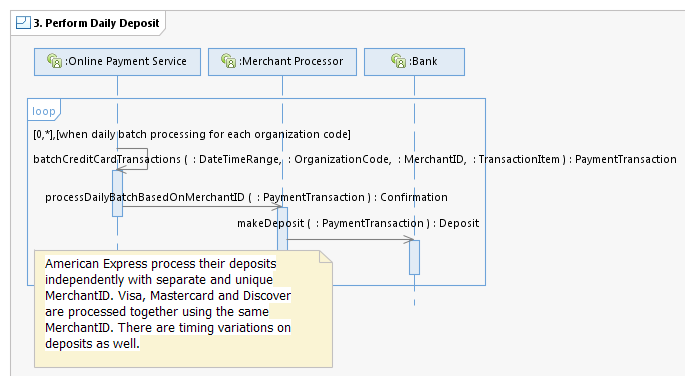 3. Perform Daily Deposit
:Online Payment Service
:Merchant Processor
:Bank
loop
[0,*],[when daily batch processing for each organization code]
batchCreditCardTransactions ( : DateTimeRange, : OrganizationCode, : MerchantID, : TransactionItem ) : PaymentTransaction
processDailyBatchBasedOnMerchantID ( : PaymentTransaction ) : Confirmation
makeDeposit ( : PaymentTransaction ) : Deposit
American Express process their deposits
independently with separate and unique
MerchantID. Visa, Mastercard and Discover
are processed together using the same
MerchantID. There are timing variations on
deposits as well.